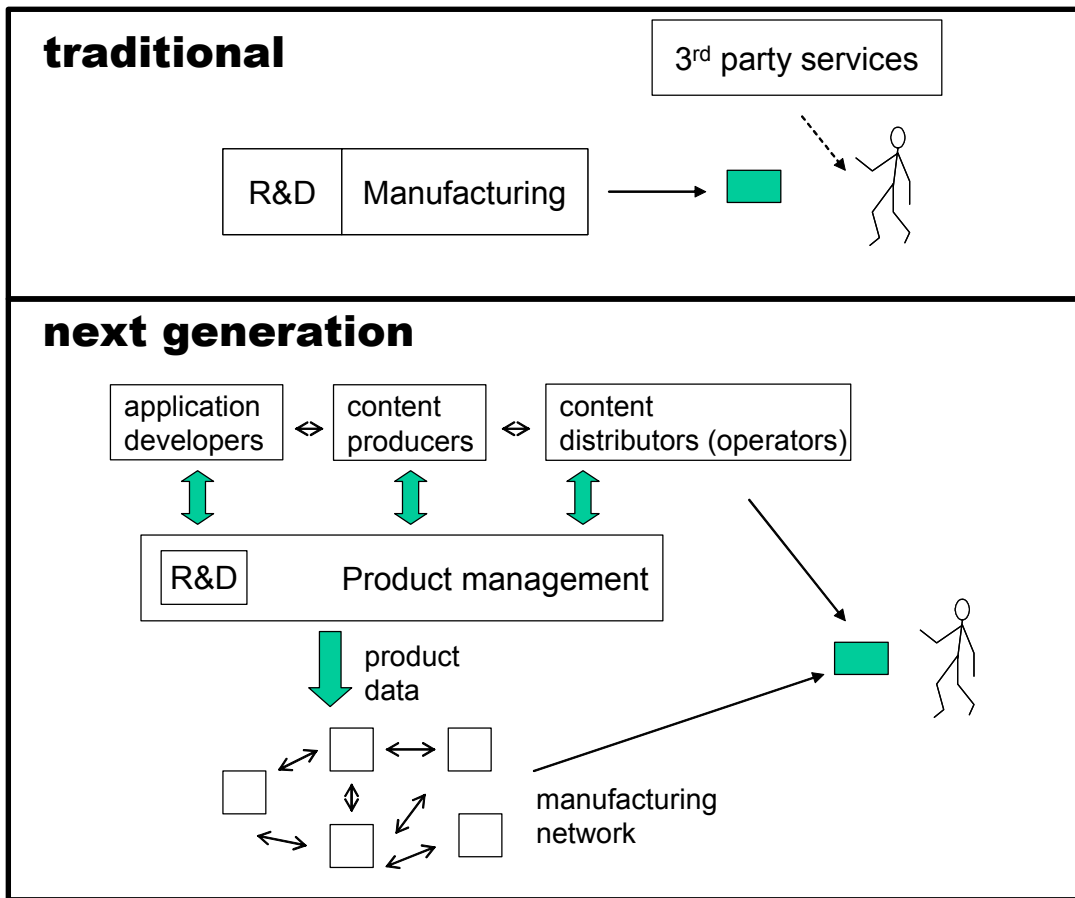 traditional
3rd party services
R&D
Manufacturing
next generation
application
developers
content
producers
content
distributors (operators)
R&D
Product management
product
data
manufacturing
network